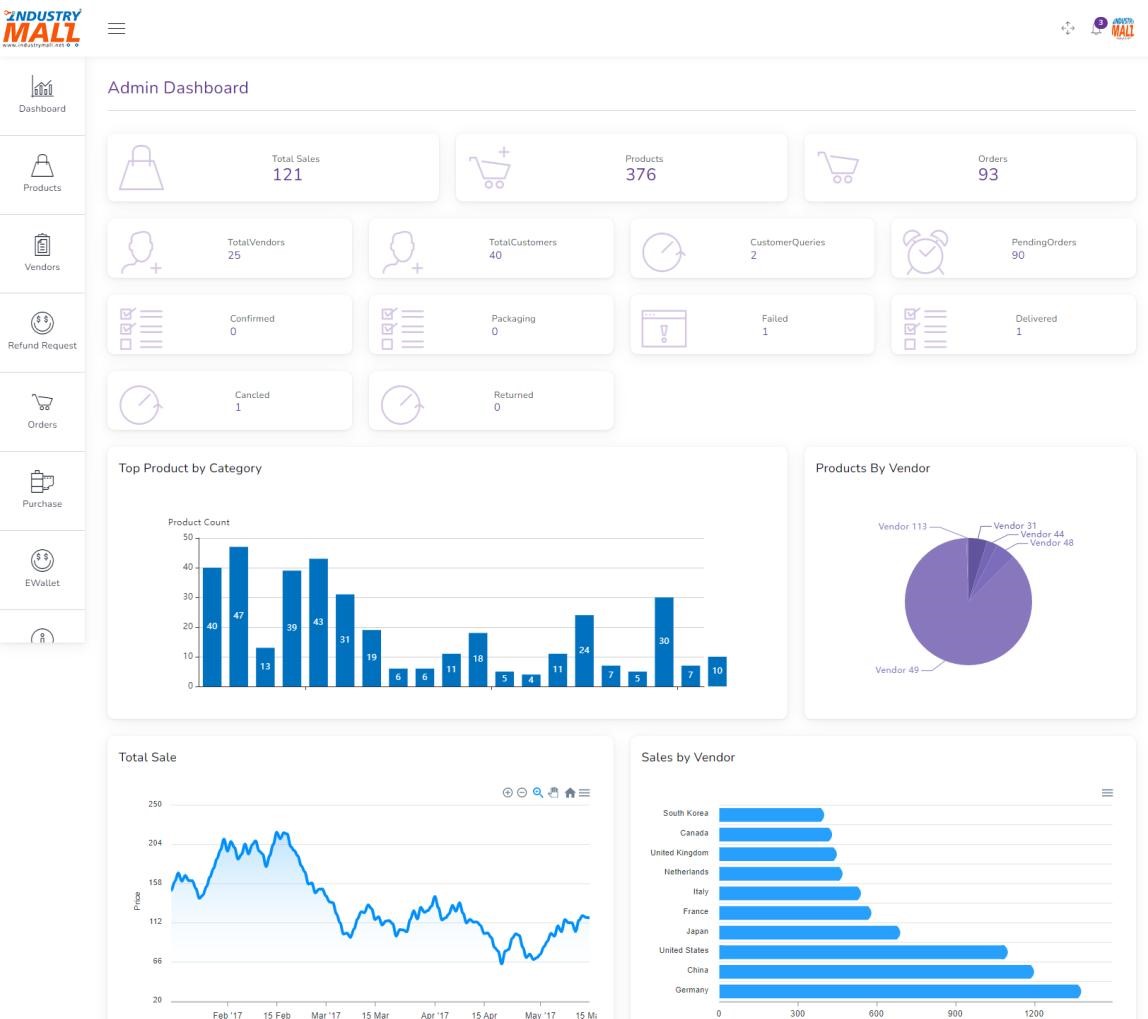 INDUSTRY
MALL
www.industrymall.net
3
INDUSTRY
MALL
Dashboard
Products
Vendors
Refund Request
Orders
Purchase
EWallet
Admin Dashboard
Total Sales
121
Products
376
Orders
93
TotalVendors
25
TotalCustomers
40
CustomerQueries
2
PendingOrders
90
Confirmed
0
Packaging
0
Failed
1
Delivered
1
Cancled
1
Returned
0
Top Product by Category
Product Count
50
40
30
20
10
0
40
47
13
39
43
31
19
6
6
11
18
5
4
11
24
7
5
30
7
10
Products By Vendor
Vendor 113
Vendor 31
Vendor 44
Vendor 48
Vendor 49
Total Sale
Price
250
204
158
112
66
20
Feb '17
15 Feb
Mar '17
15 Mar
Apr '17
15 Apr
May '17
15 Ma
Sales by Vendor
South Korea
Canada
United Kingdom
Netherlands
Italy
France
Japan
United States
China
Germany
0
300
600
900
1200